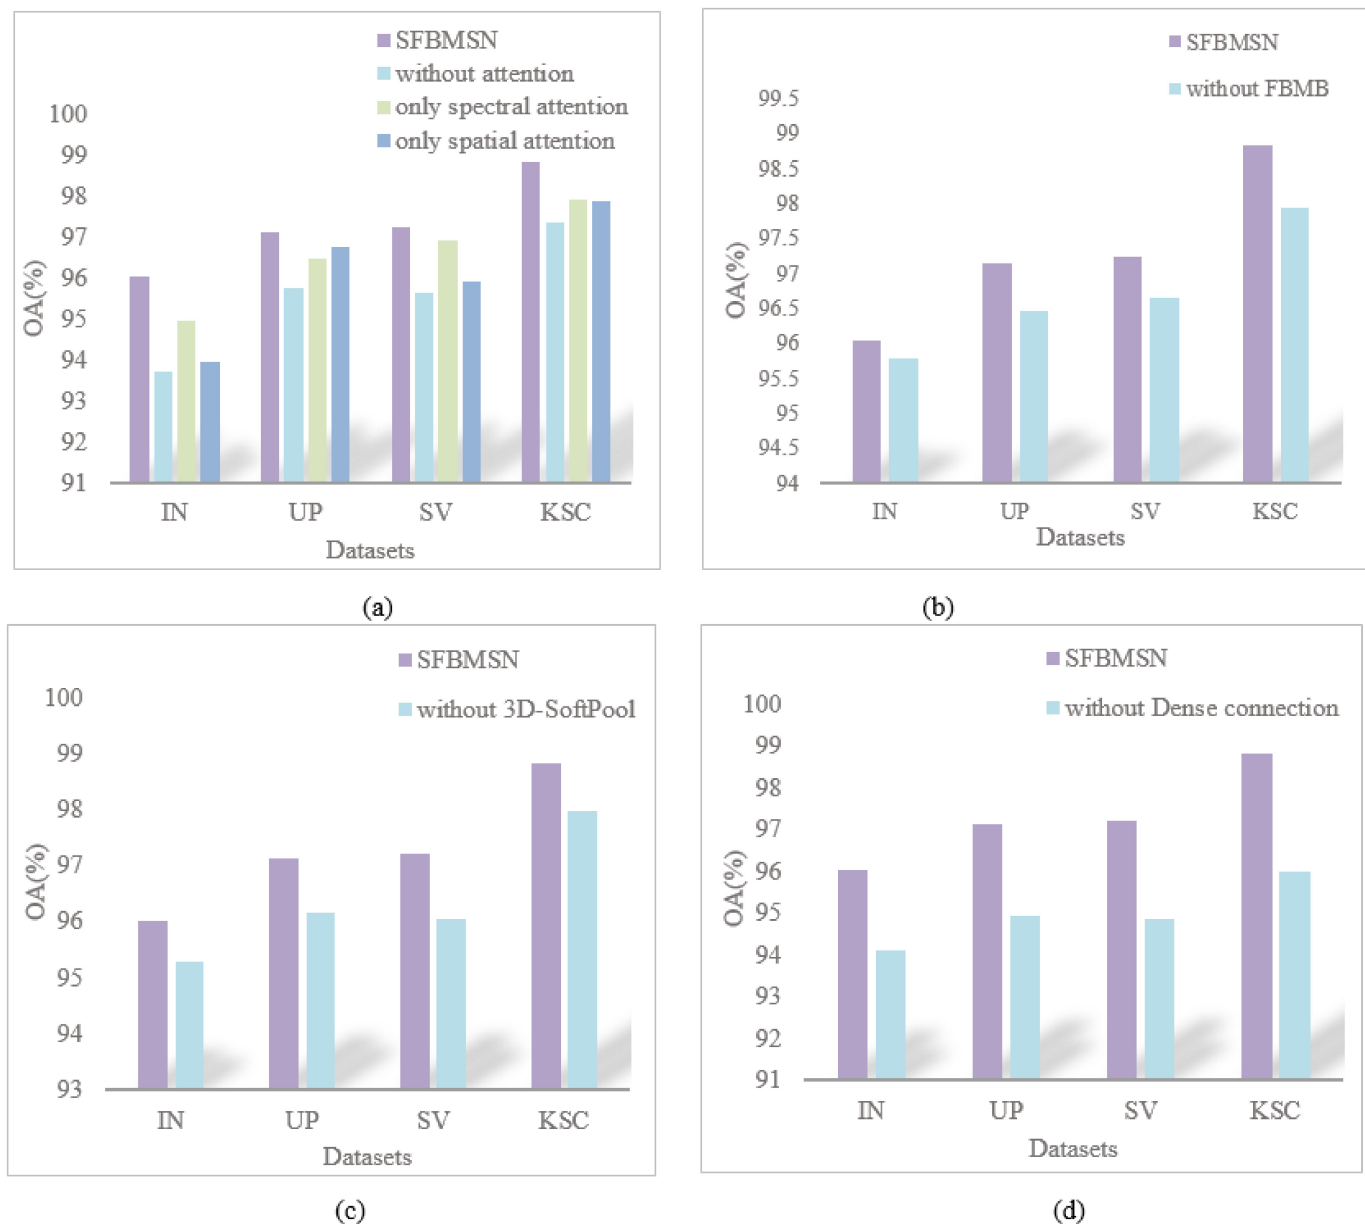 SFBMSN
without attention
only spectral attention
only spatial attention
100
99
98
97
96
95
94
93
92
91
OA(%)
IN UP SV KSC
Datasets
(a)
SFBMSN
without FBMB
99.5
99
98.5
98
97.5
97
96.5
96
95.5
95
94.5
94
OA(%)
IN UP SV KSC
Datasets
(b)
SFBMSN
without 3D-SoftPool
100
99
98
97
96
95
94
93
OA(%)
IN UP SV KSC
Datasets
(c)
SFBMSN
without Dense connection
100
99
98
97
96
95
94
93
92
91
OA(%)
IN UP SV KSC
Datasets
(d)